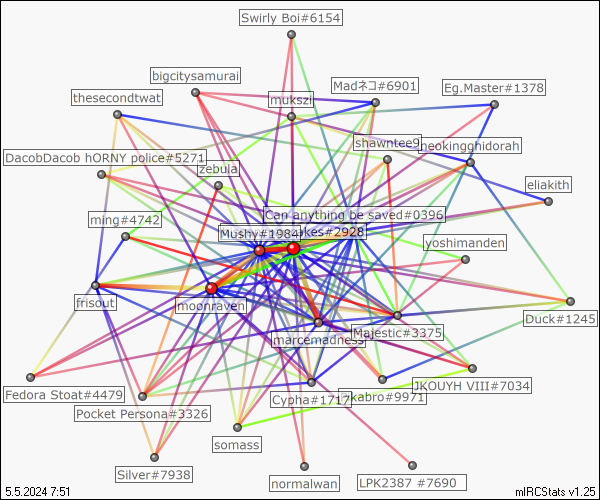 Swirly Boi#6154
bigcitysamurai
Madネコ#6901
Eg.Master#1378
thesecondtwat
mukszi
shawntee9
neokingghidorah
DacobDacob hORNY police#5271
zebula
eliakith
Can anything be saved#0396
ming#4742
Mushy#1984
kes#2928
yoshimanden
frisout
moonraven
Duck#1245
marcemadness
Majestic#3375
Fedora Stoat#4479
JKOUYH VIII#7034
Pocket Persona#3326
Cypha#1717
kabro#9971
somass
Silver#7938
normalwan
LPK2387 #7690
5.5.2024 7:51
mIRCStats v1.25